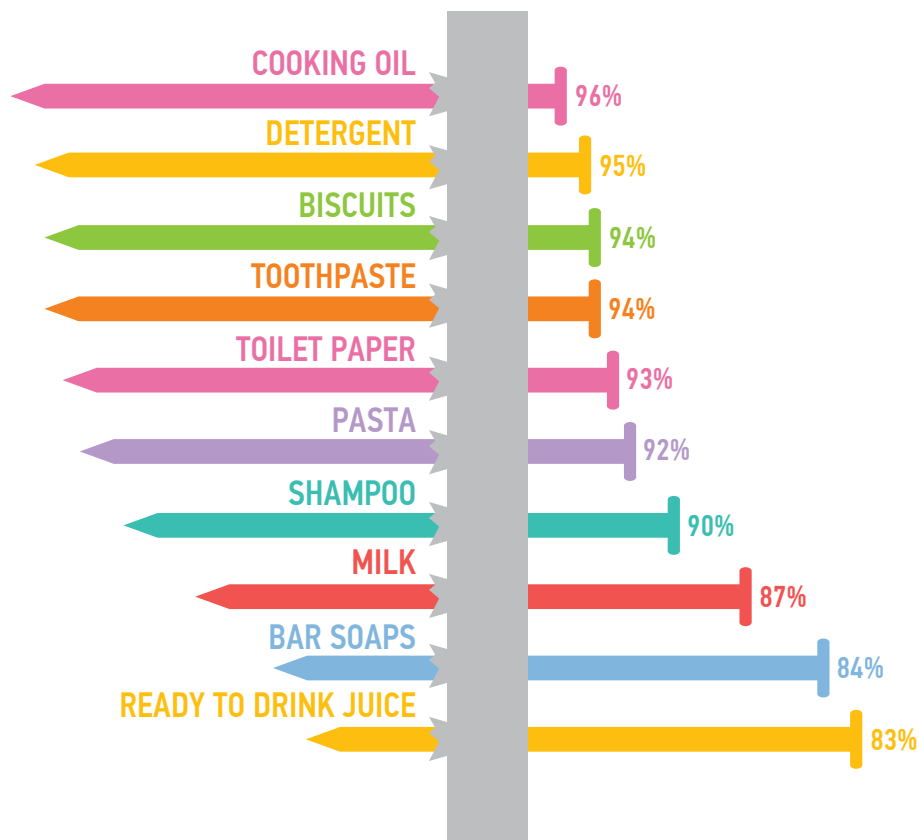 COOKING OIL
96%
DETERGENT
95%
BISCUITS
94%
TOOTHPASTE
94%
TOILET PAPER
93%
PASTA
92%
SHAMPOO
90%
MILK
87%
BAR SOAPS
84%
READY TO DRINK JUICE
83%